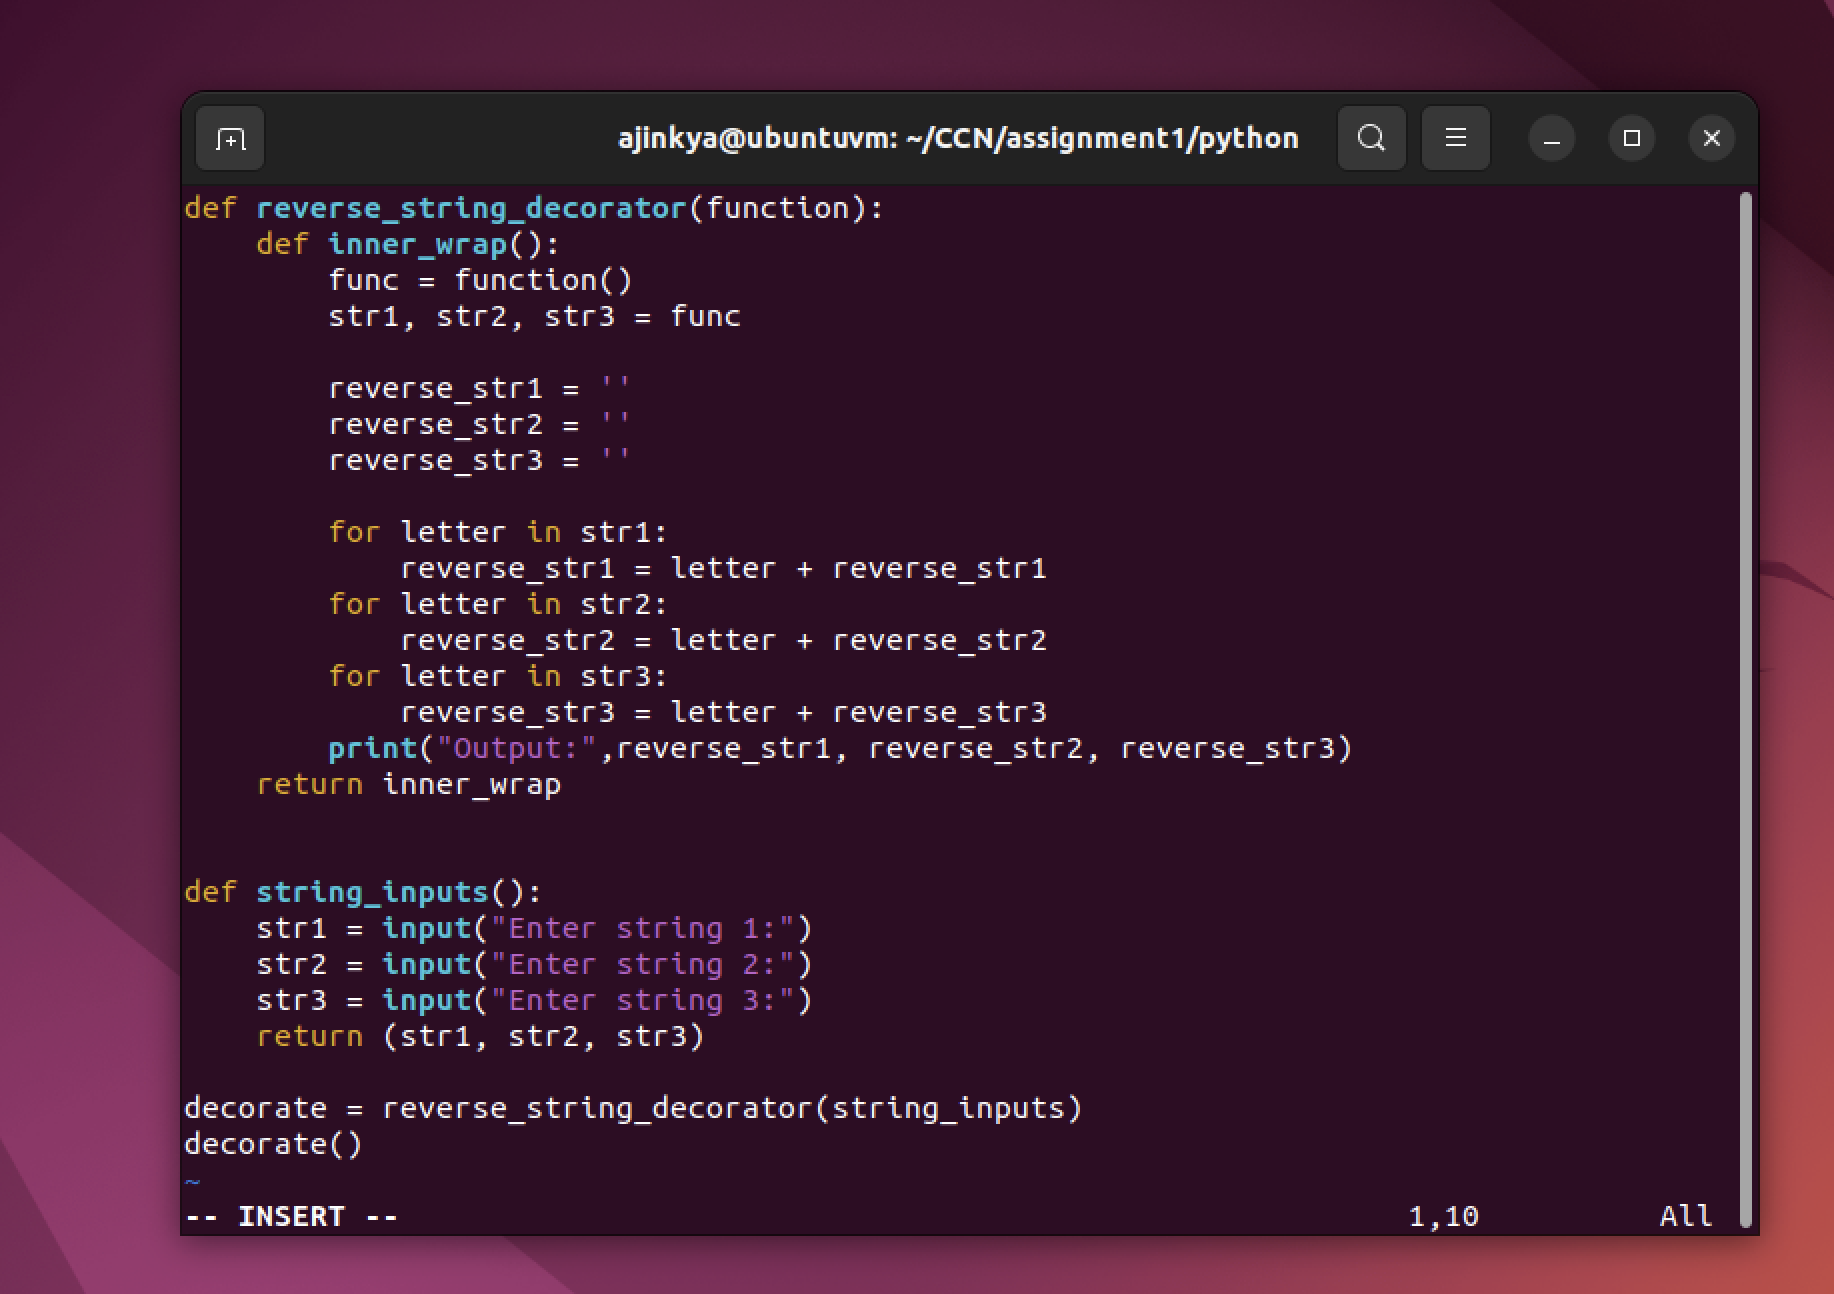 ajinkya@ubuntuvm: ~/CCN/assignment1/python
def reverse_string_decorator(function):
    def inner_wrap():
        func = function()
        str1, str2, str3 = func

        reverse_str1 = ''
        reverse_str2 = ''
        reverse_str3 = ''

        for letter in str1:
            reverse_str1 = letter + reverse_str1
        for letter in str2:
            reverse_str2 = letter + reverse_str2
        for letter in str3:
            reverse_str3 = letter + reverse_str3
        print("Output:",reverse_str1, reverse_str2, reverse_str3)
    return inner_wrap


def string_inputs():
    str1 = input("Enter string 1:")
    str2 = input("Enter string 2:")
    str3 = input("Enter string 3:")
    return (str1, str2, str3)

decorate = reverse_string_decorator(string_inputs)
decorate()
~
-- INSERT -- 1,10 All